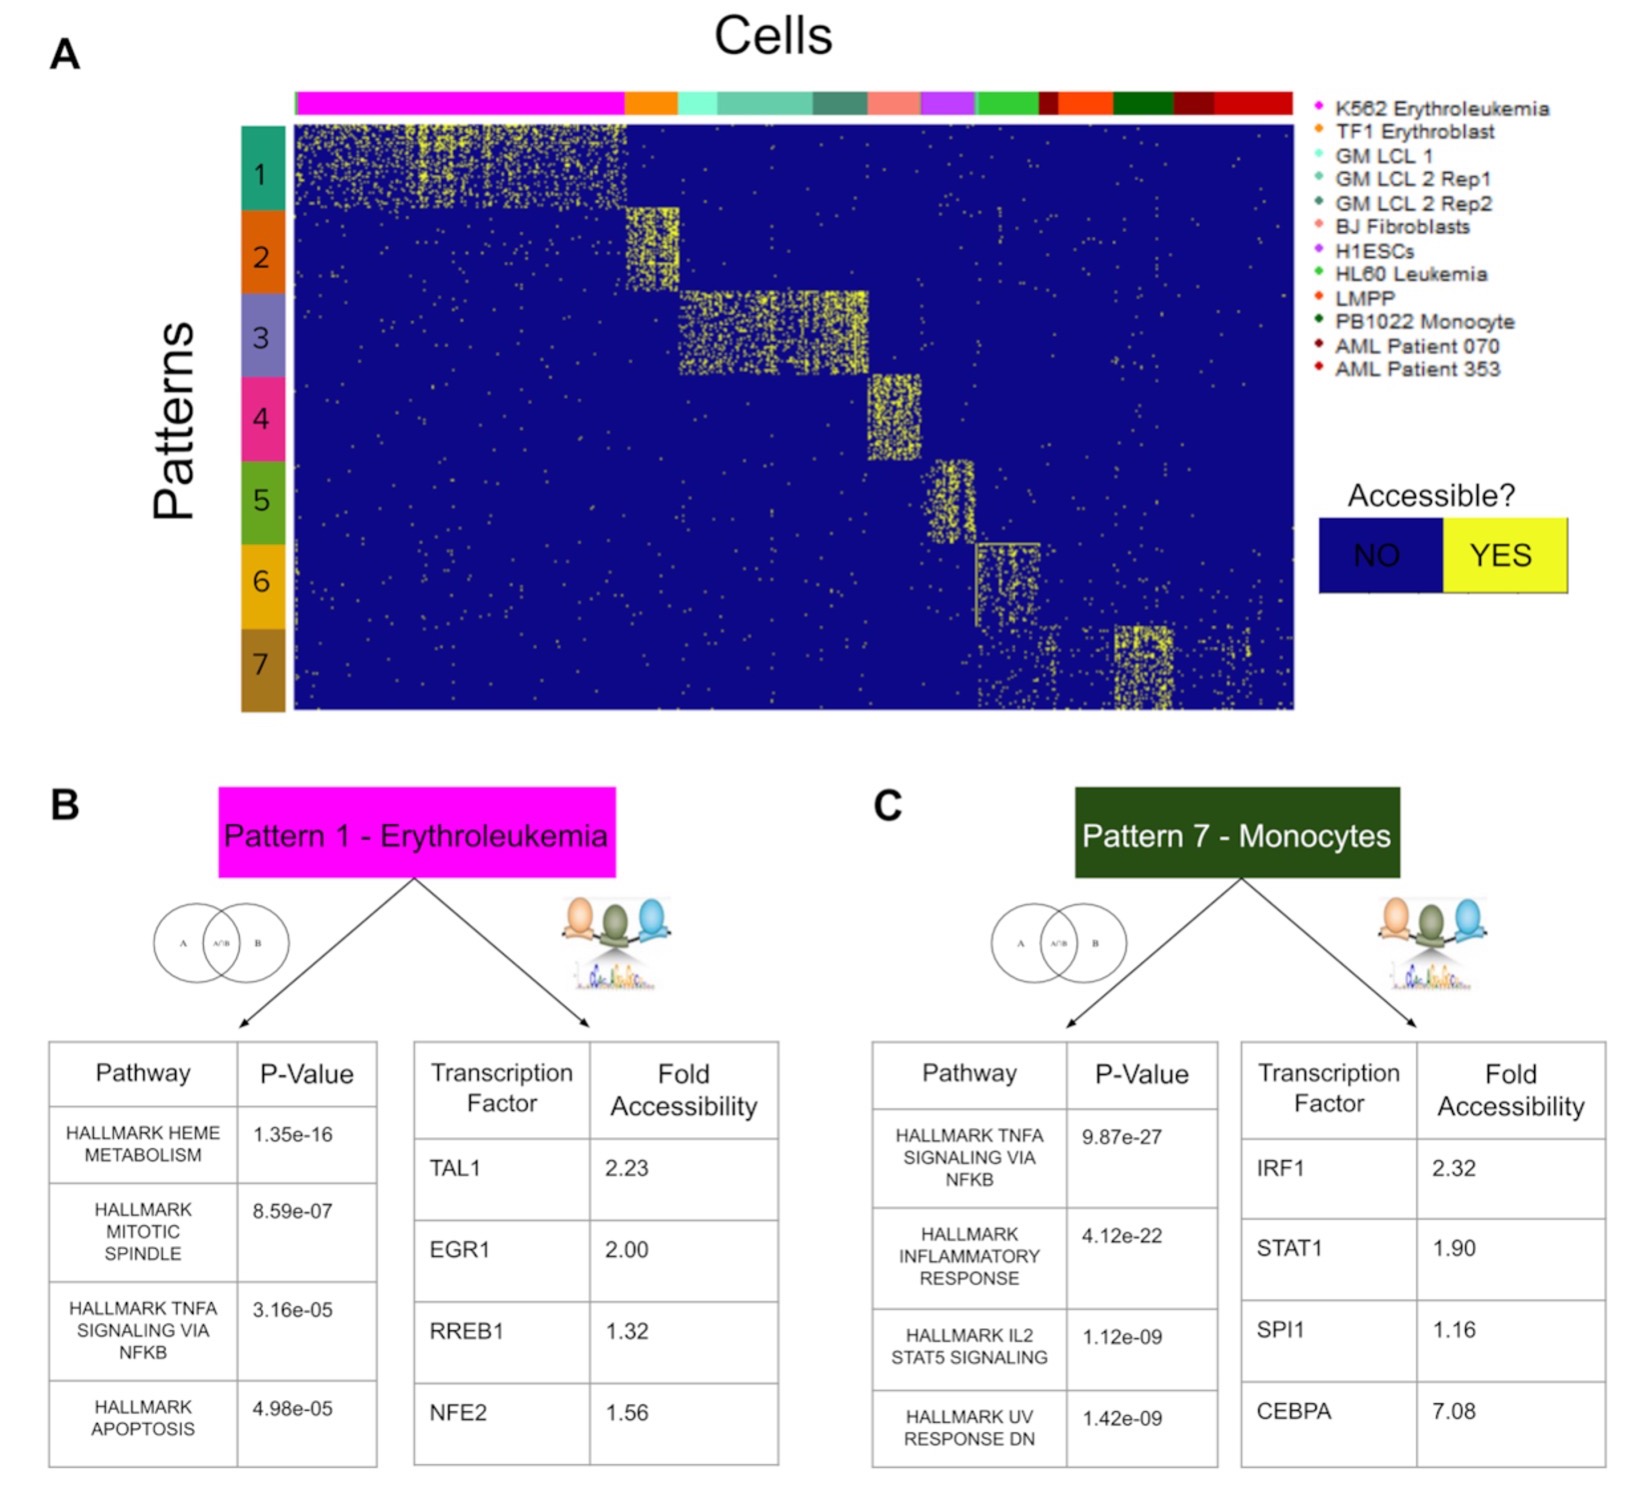 A
Cells
Patterns
1
2
3
4
5
6
7
K562 Erythroleukemia
TF1 Erythroblast
GM LCL 1
GM LCL 2 Rep1
GM LCL 2 Rep2
BJ Fibroblasts
H1ESCs
HL60 Leukemia
LMPP
PB1022 Monocyte
AML Patient 070
AML Patient 353
Accessible?
NO YES
B
Pattern 1 - Erythroleukemia
A A∩B B
Pathway P-Value
HALLMARK HEME
METABOLISM
1.35e-16
HALLMARK
MITOTIC
SPINDLE
8.59e-07
HALLMARK TNFA
SIGNALING VIA
NFKB
3.16e-05
HALLMARK
APOPTOSIS
4.98e-05
Transcription
Factor
Fold
Accessibility
TAL1 2.23
EGR1 2.00
RREB1 1.32
NFE2 1.56
C
Pattern 7 - Monocytes
A A∩B B
Pathway P-Value
HALLMARK TNFA
SIGNALING VIA
NFKB
9.87e-27
HALLMARK
INFLAMMATORY
RESPONSE
4.12e-22
HALLMARK IL2
STAT5 SIGNALING
1.12e-09
HALLMARK UV
RESPONSE DN
1.42e-09
Transcription
Factor
Fold
Accessibility
IRF1 2.32
STAT1 1.90
SPI1 1.16
CEBPA 7.08